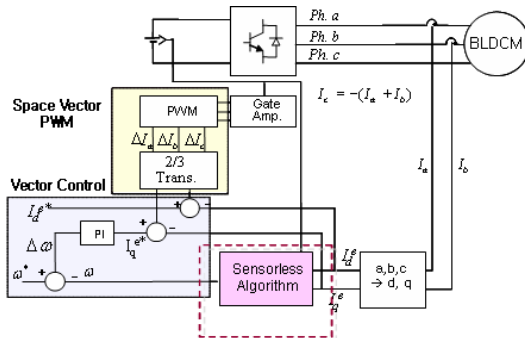 Ph. a
Ph. b
Ph. c
BLDCM
I_c = -(I_a + I_b)
Space Vector
PWM
PWM
Gate
Amp.
ΔI_a ΔI_b ΔI_c
2/3
Trans.
Vector Control
I_a
I_b
I_d^e*
+
−
+
−
PI
I_q^e*
Δω
ω*
+
−
ω
Sensorless
Algorithm
I_d^e
I_q^e
a,b,c
→ d, q